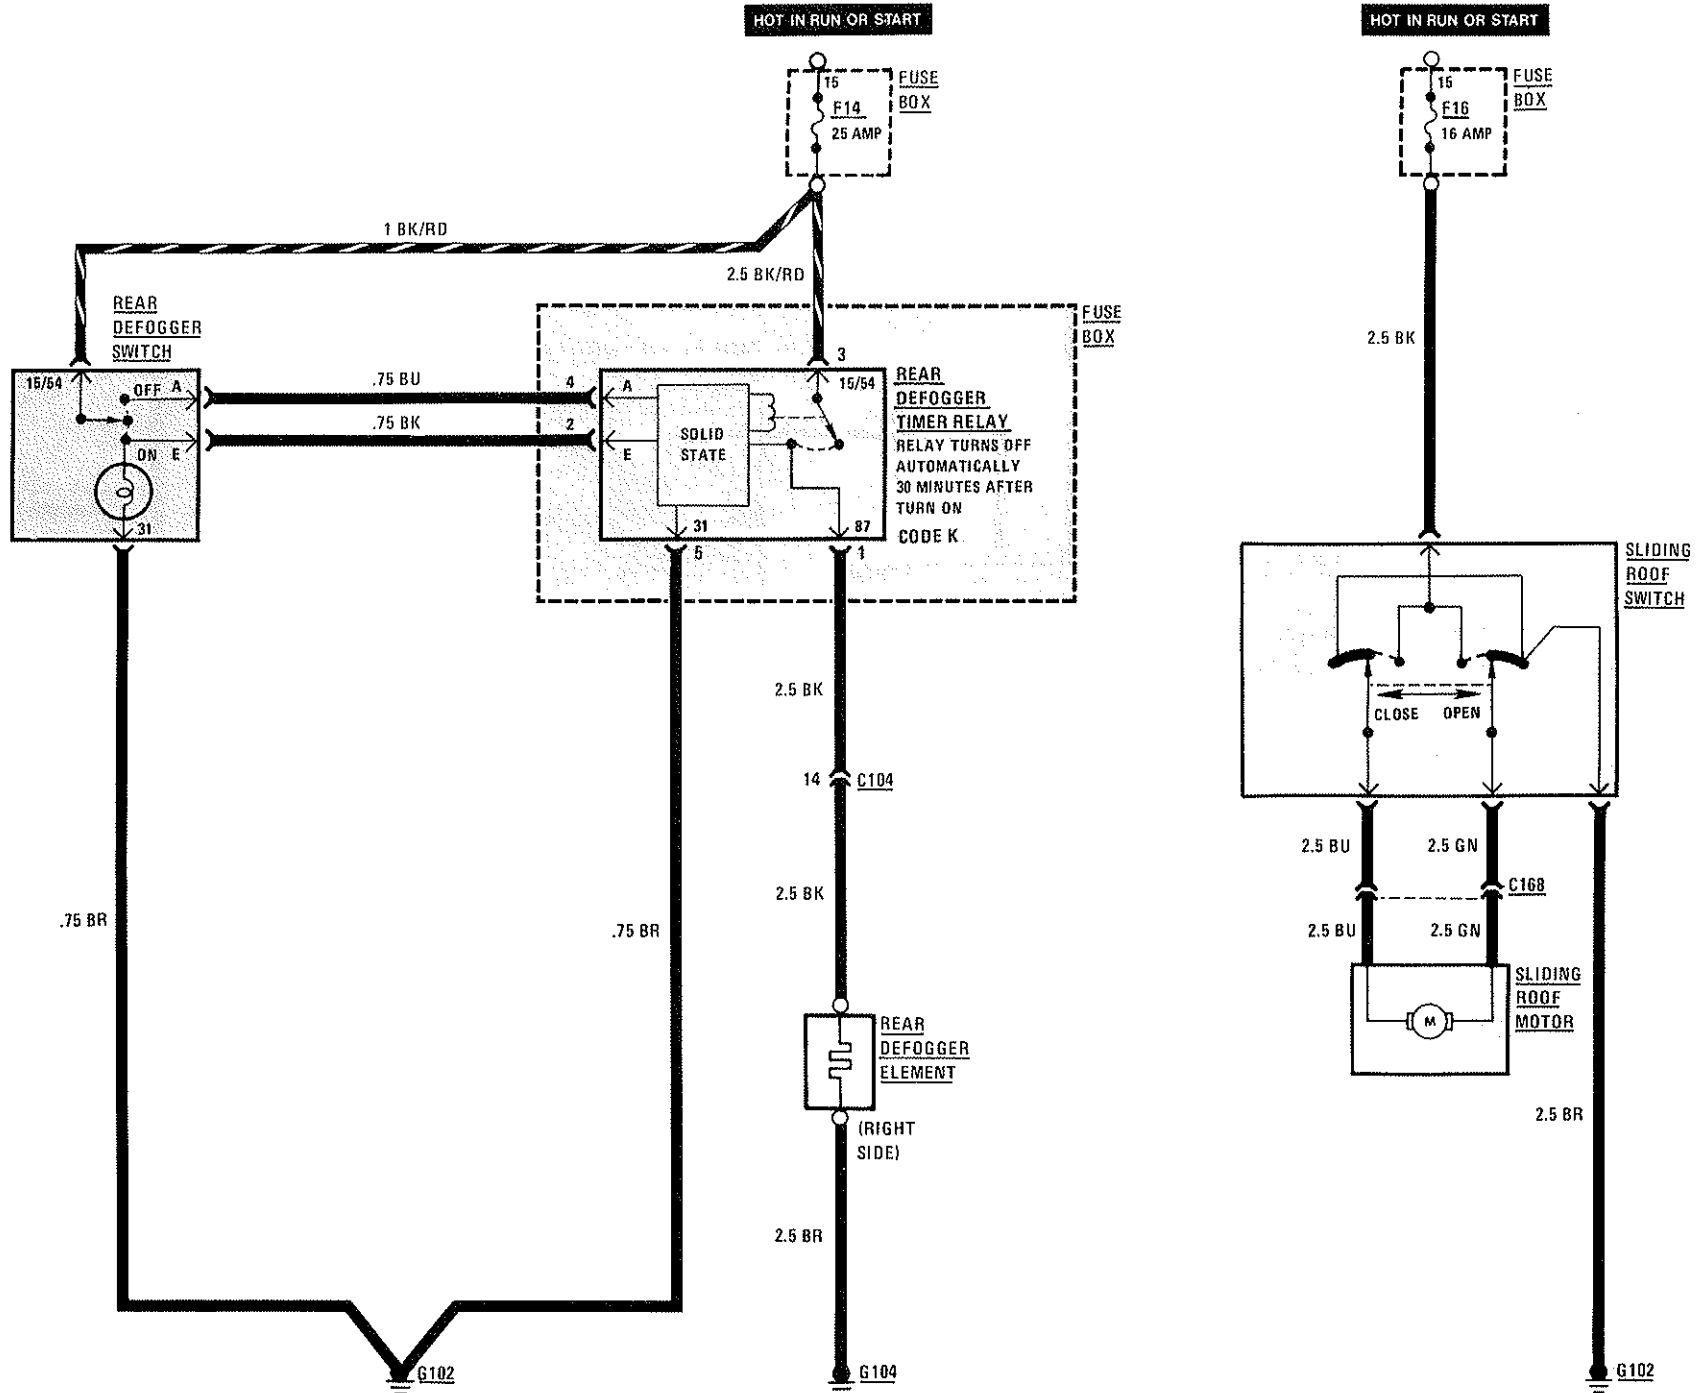 HOT IN RUN OR START
15
F14
25 AMP
FUSE
BOX
1 BK/RD
2.5 BK/RD
REAR
DEFOGGER
SWITCH
15/54
OFF A
ON E
31
.75 BU
.75 BK
4
2
FUSE
BOX
3
15/54
A
E
SOLID
STATE
31
87
5
1
REAR
DEFOGGER
TIMER RELAY
RELAY TURNS OFF
AUTOMATICALLY
30 MINUTES AFTER
TURN ON
CODE K
2.5 BK
14
C104
2.5 BK
.75 BR
.75 BR
REAR
DEFOGGER
ELEMENT
(RIGHT
SIDE)
2.5 BR
G102
G104
HOT IN RUN OR START
15
F16
16 AMP
FUSE
BOX
2.5 BK
SLIDING
ROOF
SWITCH
CLOSE OPEN
2.5 BU
2.5 GN
C168
2.5 BU
2.5 GN
SLIDING
ROOF
MOTOR
M
2.5 BR
G102